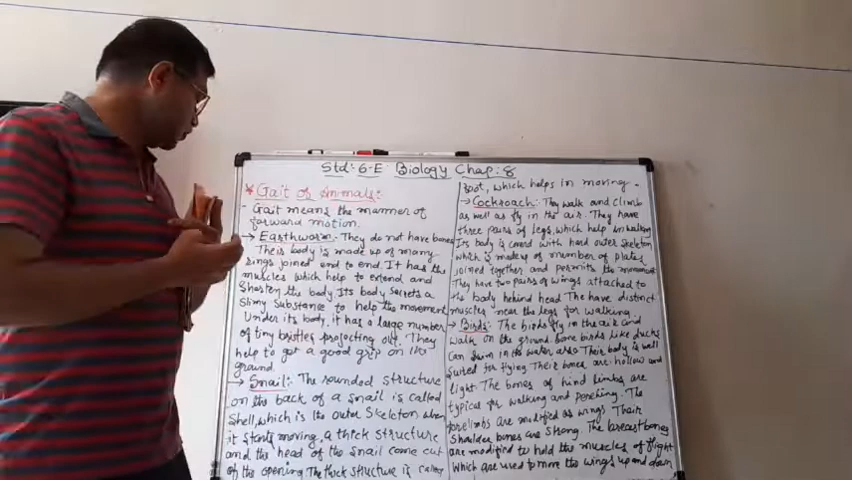 Std:- 6-E Biology Chap:- 8
* Gait of animals:-
- Gait means the manner of
forward motion.
→ Earthworm:- They do not have bones
Their body is made up of many
rings joined end to end. It has the
muscles which help to extend and
shorten the body. Its body secrets a
slimy substance to help the movement
Under its body, it has a large number
of tiny bristles projecting out. They
help to get a good grip on the
ground.
→ Snail:- The rounded structure
on the back of a snail is called
shell, which is the outer skeleton when
it starts moving, a thick structure
and the head of the snail come out
of the opening. The thick structure is called
foot, which helps in moving.
→ Cockroach:- They walk and climb
as well as fly in the air. They have
three pairs of legs, which help in walking
Its body is coverd with hard outer skeleton
which is made up of number of plates
joined together and permits the movement
They have two pairs of wings attached to
the body behind head. The have distinct
muscles near the legs for walking.
→ Birds:- The birds fly in the air and
walk on the ground. Some birds like ducks
can swim in the water also. Their body is well
suited for flying. Their bones are hollow and
light. The bones of hind limbs are
typical for walking and perching. The
forelimbs are modified as wings. Their
shoulder bones are strong. The breast bones
are modified to hold the muscles of flight
which are used to move the wings up and down